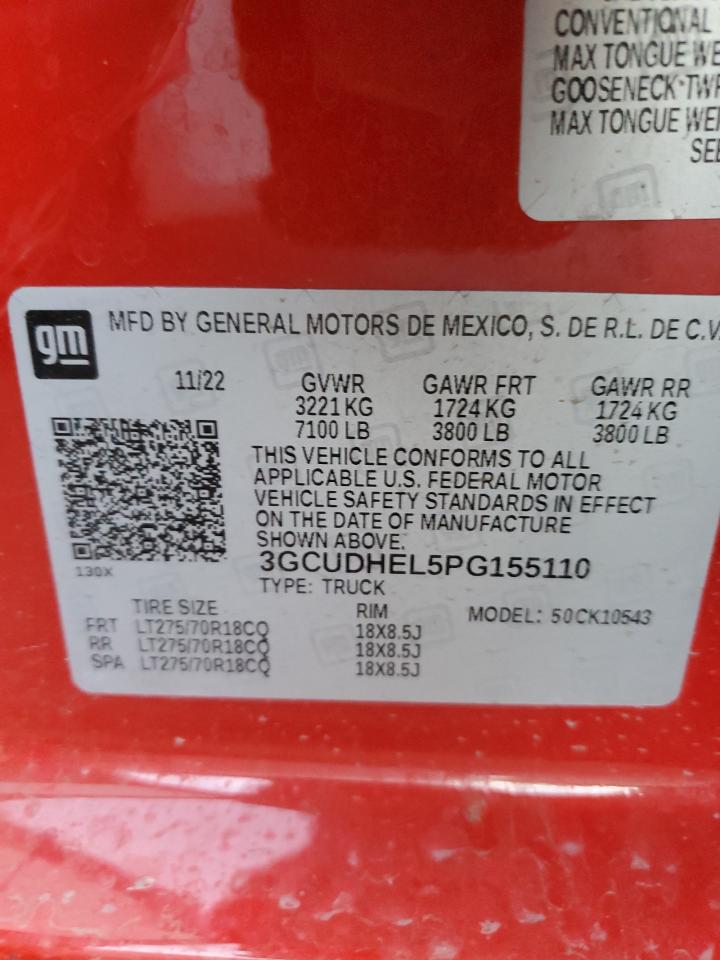 CONVENTIONAL
MAX TONGUE WE
GOOSENECK TW
MAX TONGUE WEI
SEE
gm
MFD BY GENERAL MOTORS DE MEXICO, S. DE R.L. DE C.V.
11/22 GVWR GAWR FRT GAWR RR
3221 KG 1724 KG 1724 KG
7100 LB 3800 LB 3800 LB
THIS VEHICLE CONFORMS TO ALL
APPLICABLE U.S. FEDERAL MOTOR
VEHICLE SAFETY STANDARDS IN EFFECT
ON THE DATE OF MANUFACTURE
SHOWN ABOVE.
3GCUDHEL5PG155110
130X
TYPE: TRUCK
TIRE SIZE RIM MODEL: 50CK10543
FRT LT275/70R18CQ 18X8.5J
RR LT275/70R18CQ 18X8.5J
SPA LT275/70R18CQ 18X8.5J